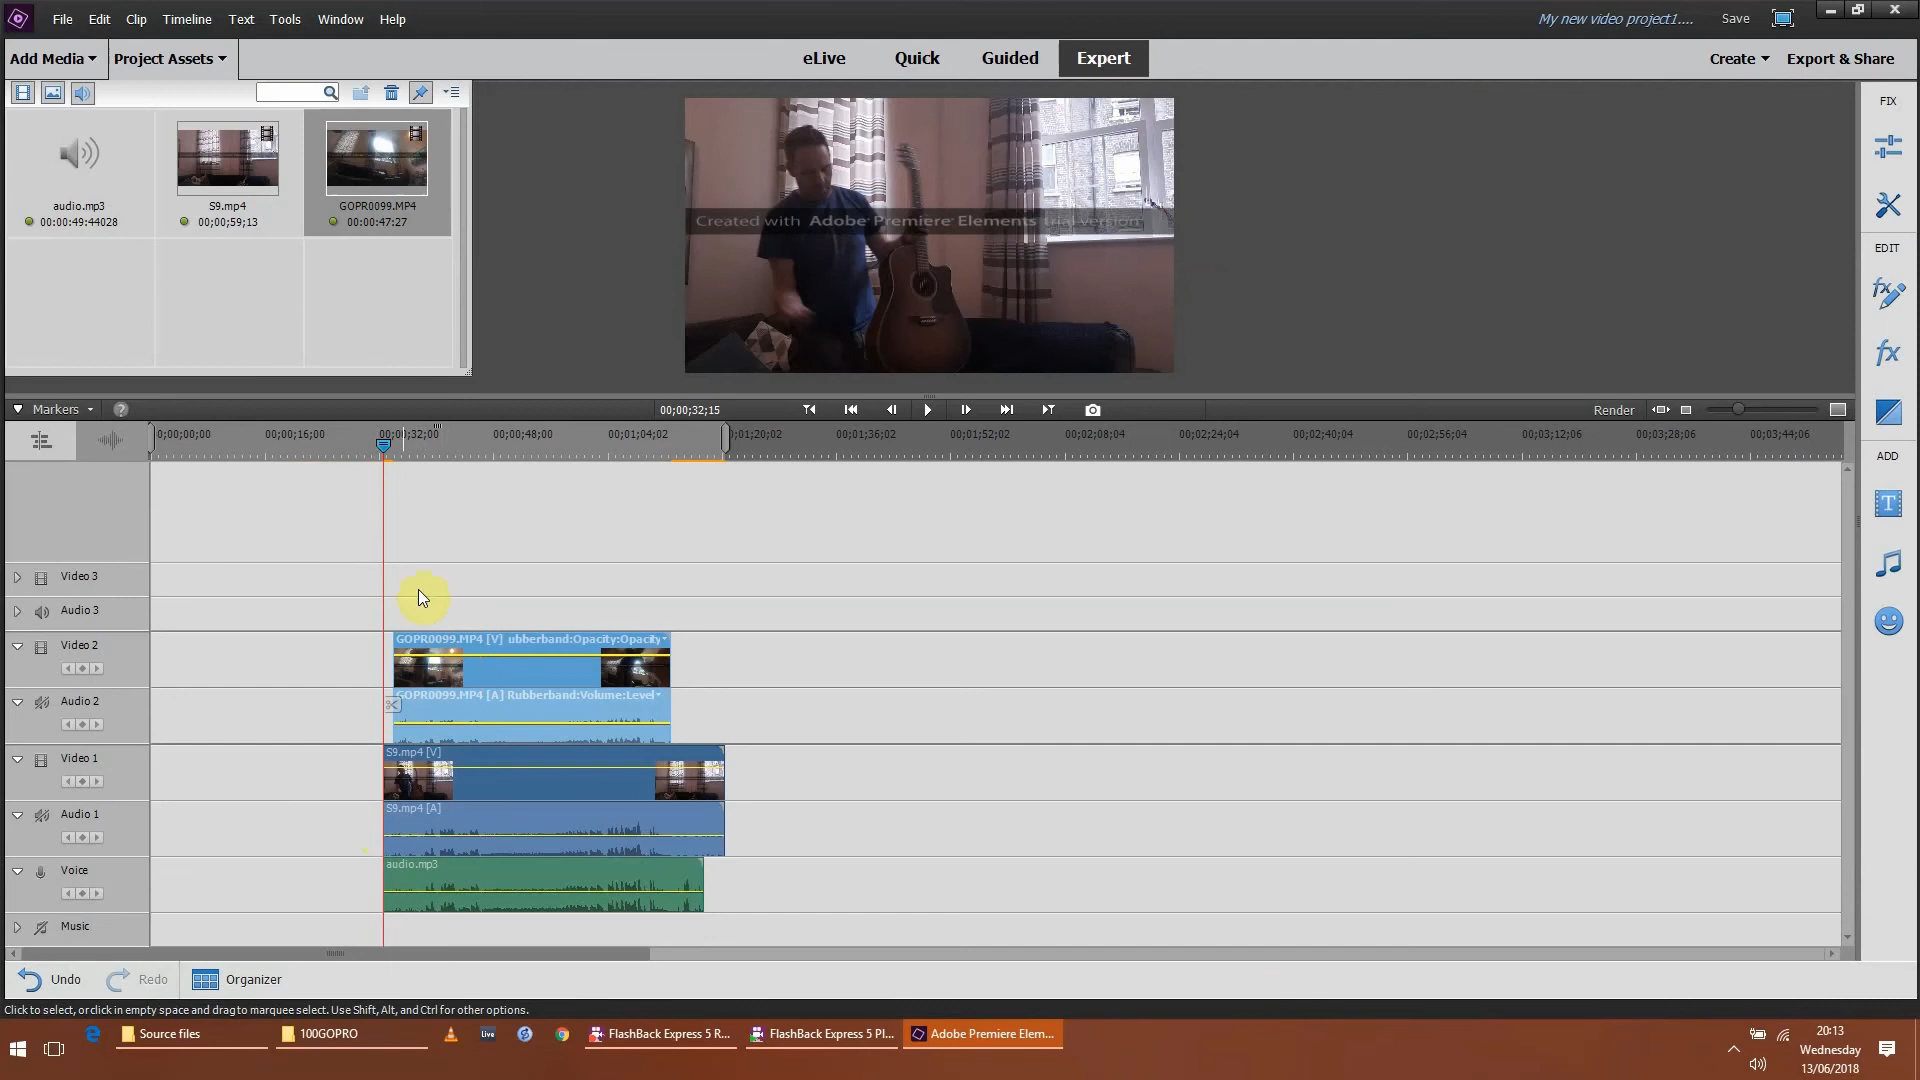 File Edit Clip Timeline Text Tools Window Help
My new video project1.... Save
Add Media Project Assets
eLive Quick Guided Expert
Create Export & Share
FIX
EDIT
ADD
audio.mp3
00:00:49:44028
S9.mp4
00;00;59;13
GOPR0099.MP4
00:00:47:27
Created with Adobe Premiere Elements trial version
Markers
00;00;32;15
Render
;0;00;00;00 00;00;16;00 00;00;32;00 00;00;48;00 00;01;04;02 0;01;20;02 00;01;36;02 00;01;52;02 00;02;08;04 00;02;24;04 00;02;40;04 00;02;56;04 00;03;12;06 00;03;28;06 00;03;44;06
Video 3
Audio 3
Video 2
GOPR0099.MP4 [V] ubberband:Opacity:Opacity
Audio 2
GOPR0099.MP4 [A] Rubberband:Volume:Level
Video 1
S9.mp4 [V]
Audio 1
S9.mp4 [A]
Voice
audio.mp3
Music
Undo Redo Organizer
Click to select, or click in empty space and drag to marquee select. Use Shift, Alt, and Ctrl for other options.
Source files
100GOPRO
Live
FlashBack Express 5 R...
FlashBack Express 5 Pl...
Adobe Premiere Elem...
20:13
Wednesday
13/06/2018